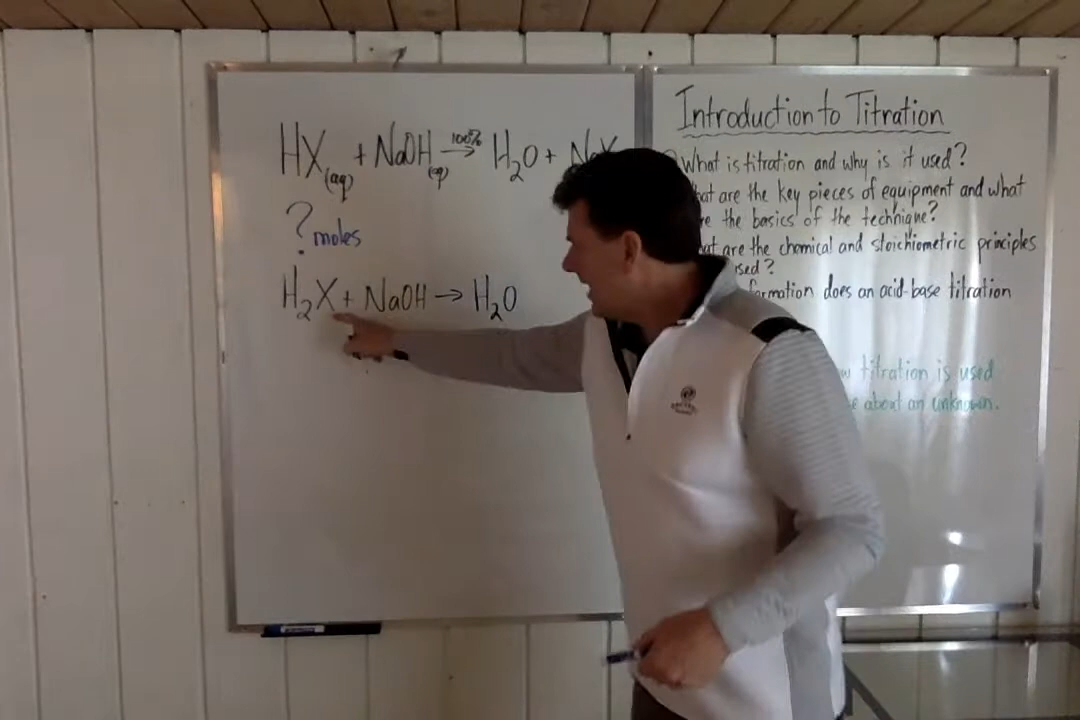 HX(aq) + NaOH(aq) 100%→ H2O + NaX
? moles
H2X + NaOH → H2O
Introduction to Titration
What is titration and why is it used?
are the key pieces of equipment and what
the basics of the technique?
are the chemical and stoichiometric principles
used?
does an acid-base titration
titration is used
about an unknown.